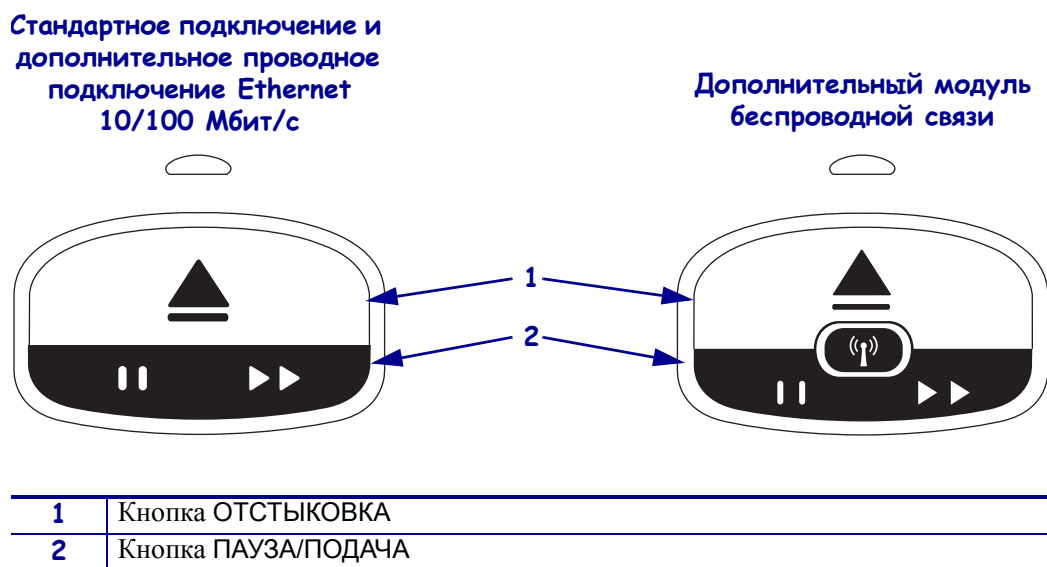 Стандартное подключение и
дополнительное проводное
подключение Ethernet
10/100 Мбит/с
Дополнительный модуль
беспроводной связи
1
2
1 Кнопка ОТСТЫКОВКА
2 Кнопка ПАУЗА/ПОДАЧА